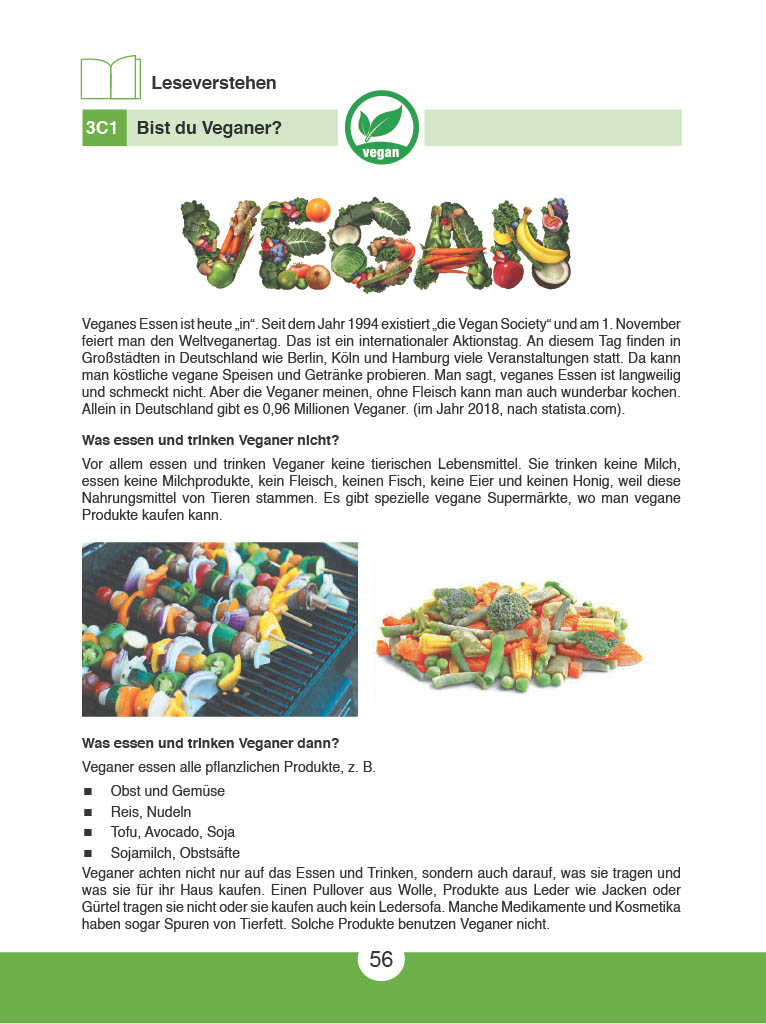 Leseverstehen
3C1 Bist du Veganer?
vegan
VEGAN
Veganes Essen ist heute „in“. Seit dem Jahr 1994 existiert „die Vegan Society“ und am 1. November
feiert man den Weltveganertag. Das ist ein internationaler Aktionstag. An diesem Tag finden in
Großstädten in Deutschland wie Berlin, Köln und Hamburg viele Veranstaltungen statt. Da kann
man köstliche vegane Speisen und Getränke probieren. Man sagt, veganes Essen ist langweilig
und schmeckt nicht. Aber die Veganer meinen, ohne Fleisch kann man auch wunderbar kochen.
Allein in Deutschland gibt es 0,96 Millionen Veganer. (im Jahr 2018, nach statista.com).
Was essen und trinken Veganer nicht?
Vor allem essen und trinken Veganer keine tierischen Lebensmittel. Sie trinken keine Milch,
essen keine Milchprodukte, kein Fleisch, keinen Fisch, keine Eier und keinen Honig, weil diese
Nahrungsmittel von Tieren stammen. Es gibt spezielle vegane Supermärkte, wo man vegane
Produkte kaufen kann.
Was essen und trinken Veganer dann?
Veganer essen alle pflanzlichen Produkte, z. B.
■ Obst und Gemüse
■ Reis, Nudeln
■ Tofu, Avocado, Soja
■ Sojamilch, Obstsäfte
Veganer achten nicht nur auf das Essen und Trinken, sondern auch darauf, was sie tragen und
was sie für ihr Haus kaufen. Einen Pullover aus Wolle, Produkte aus Leder wie Jacken oder
Gürtel tragen sie nicht oder sie kaufen auch kein Ledersofa. Manche Medikamente und Kosmetika
haben sogar Spuren von Tierfett. Solche Produkte benutzen Veganer nicht.
56